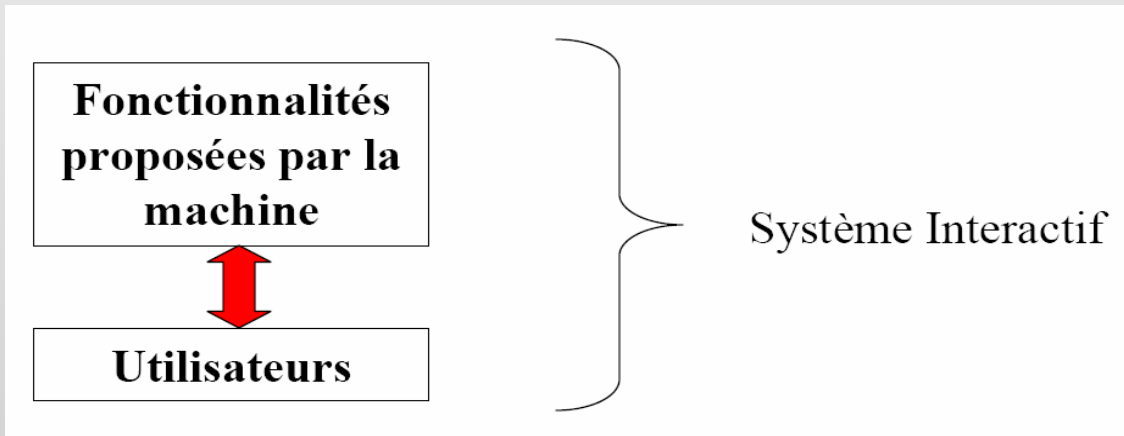 Fonctionnalités
proposées par la
machine
Utilisateurs
Système Interactif